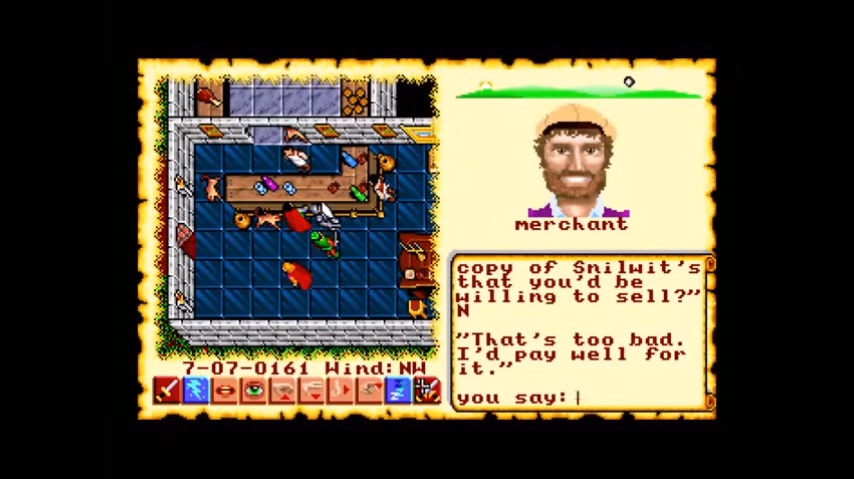 merchant
copy of Snilwit's
that you'd be
willing to sell?"
N
"That's too bad.
I'd pay well for
it."
you say:
7-07-0161 Wind:NW